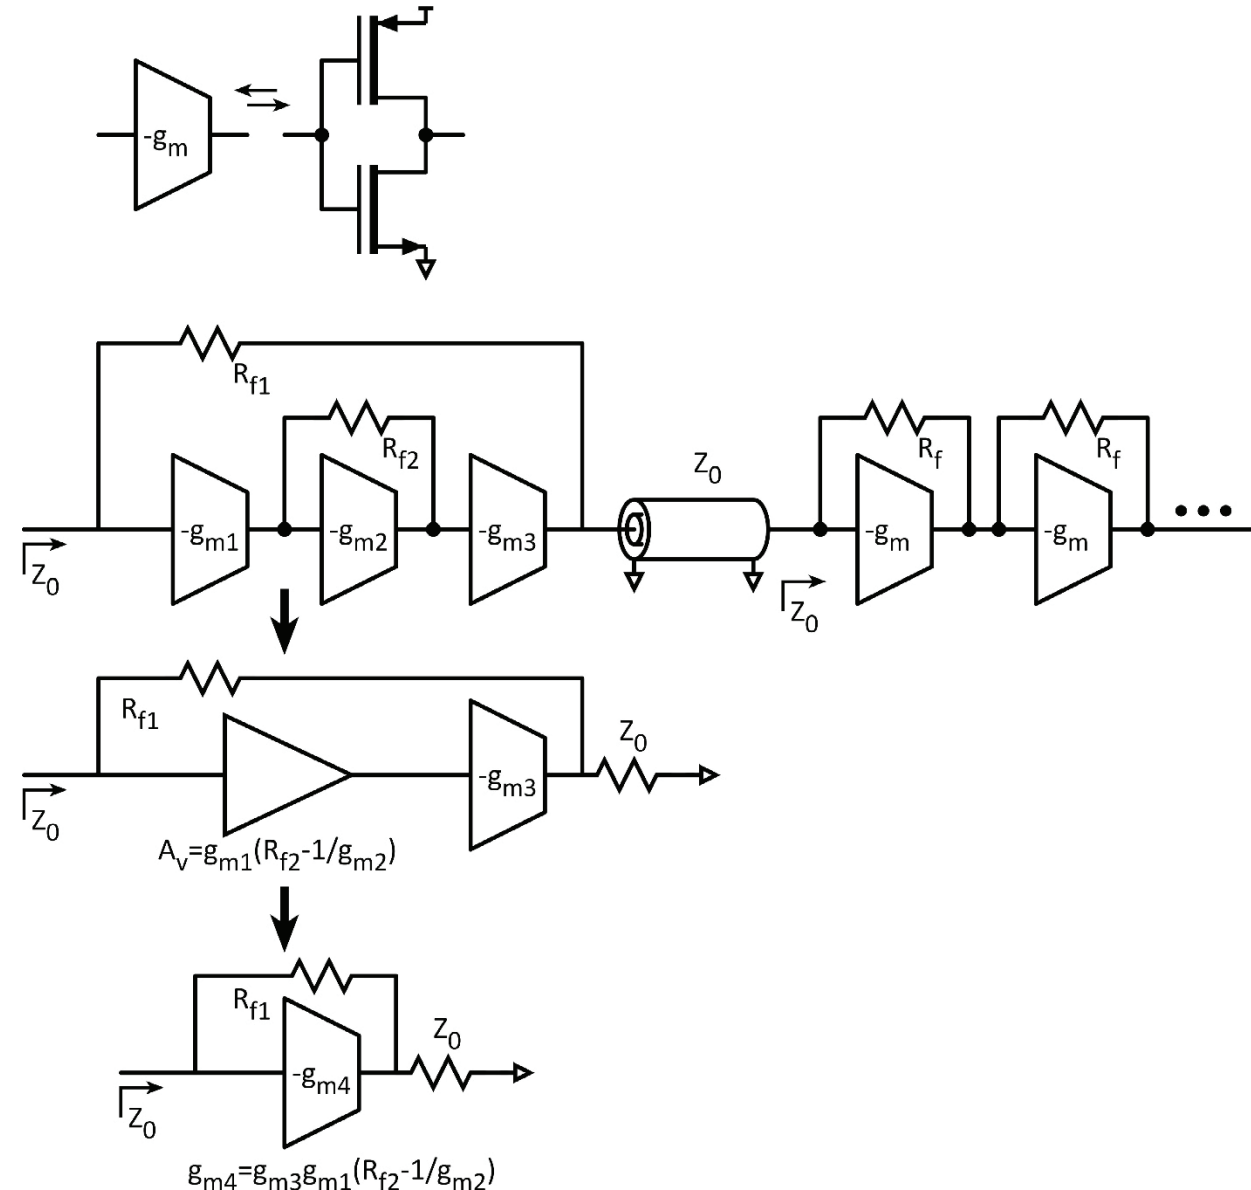 -gm
Rf1
Rf2
Rf
Rf
Z0
-gm1
-gm2
-gm3
-gm
-gm
Z0
Z0
Rf1
Z0
-gm3
Z0
Av=gm1(Rf2-1/gm2)
Rf1
Z0
-gm4
Z0
gm4=gm3gm1(Rf2-1/gm2)